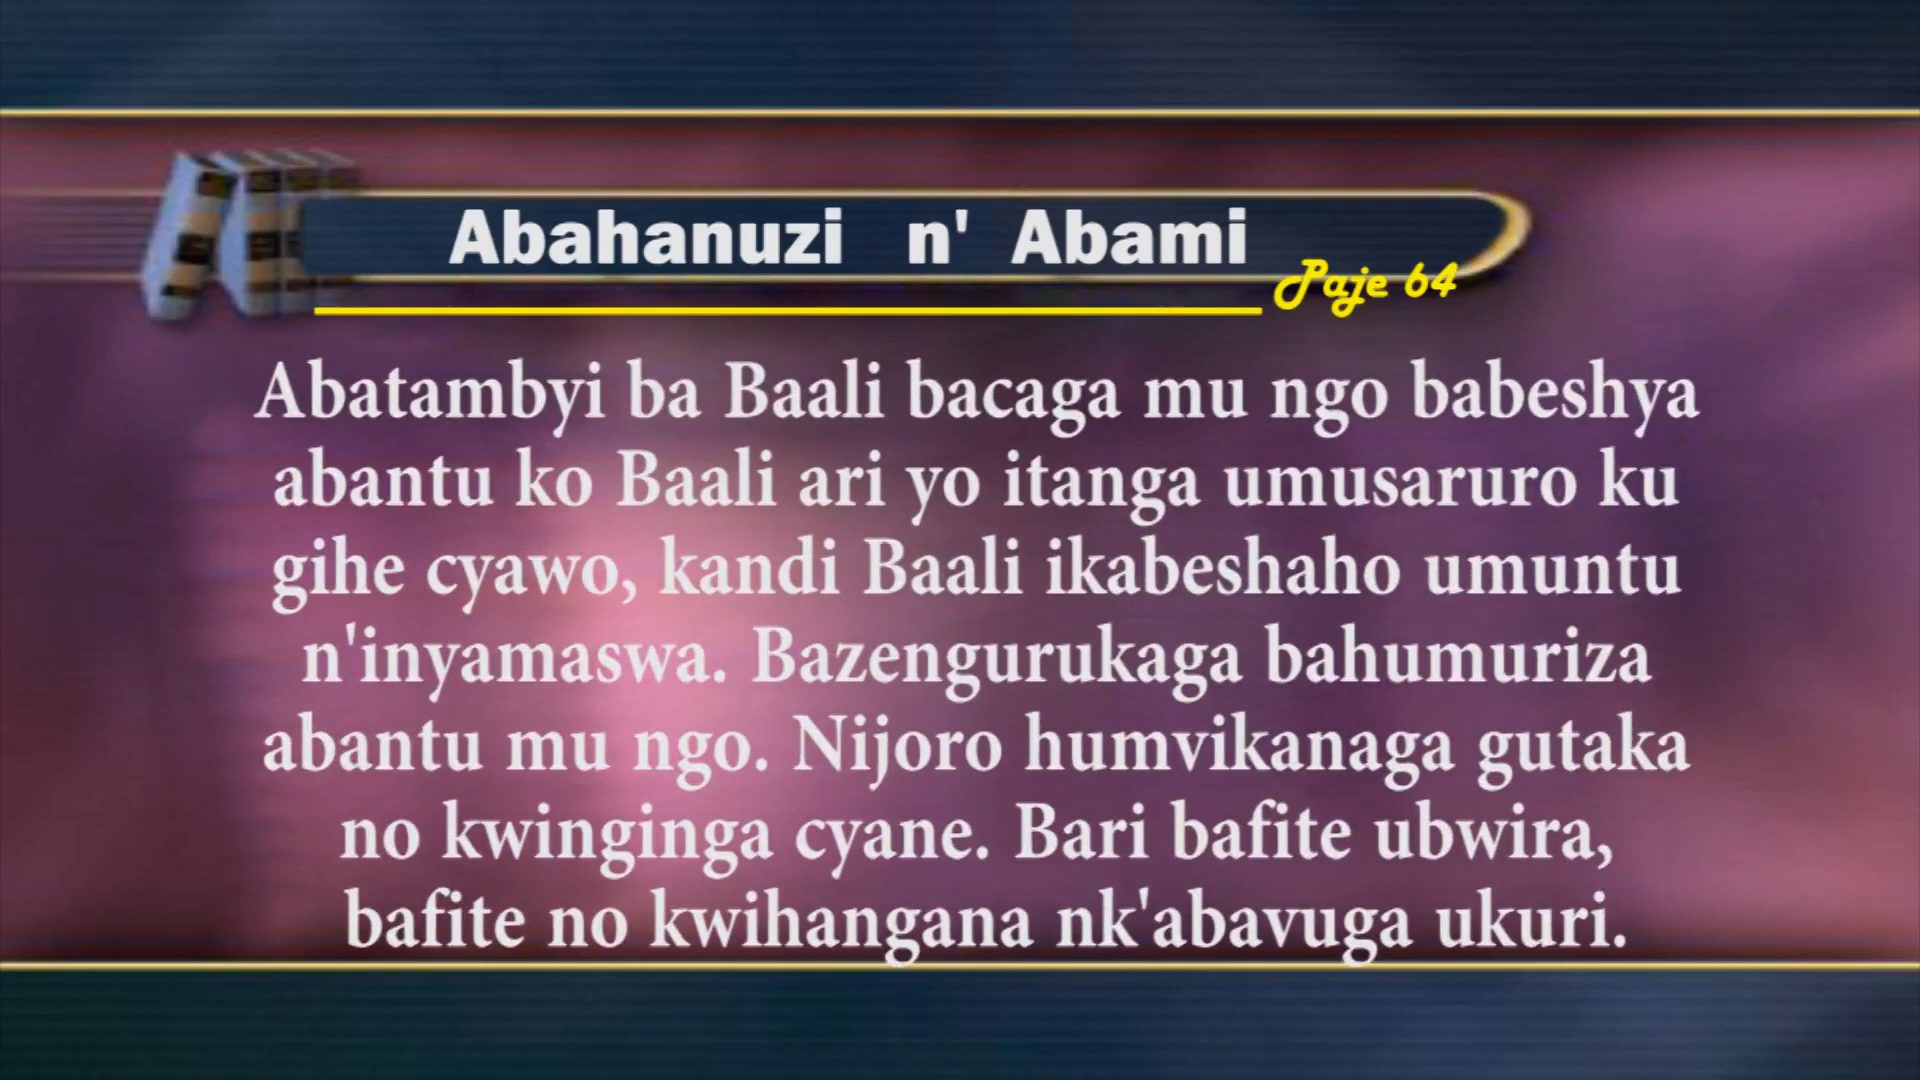 Abahanuzi n' Abami
Paje 64
Abatambyi ba Baali bacaga mu ngo babeshya
abantu ko Baali ari yo itanga umusaruro ku
gihe cyawo, kandi Baali ikabeshaho umuntu
n'inyamaswa. Bazengurukaga bahumuriza
abantu mu ngo. Nijoro humvikanaga gutaka
no kwinginga cyane. Bari bafite ubwira,
bafite no kwihangana nk'abavuga ukuri.